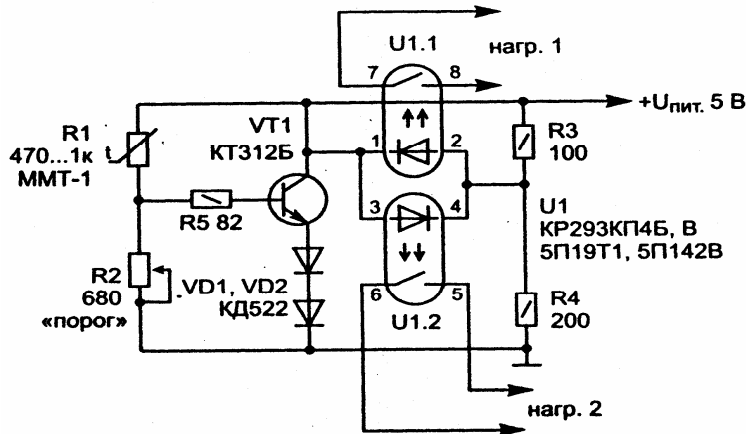 U1.1
нагр. 1
7
8
+Uпит. 5 В
R1
470...1к
t
ММТ-1
VT1
КТ312Б
1
2
R3
100
R5 82
3
4
U1
КР293КП4Б, В
5П19Т1, 5П142В
R2
680
«порог»
VD1, VD2
КД522
6
5
U1.2
R4
200
нагр. 2